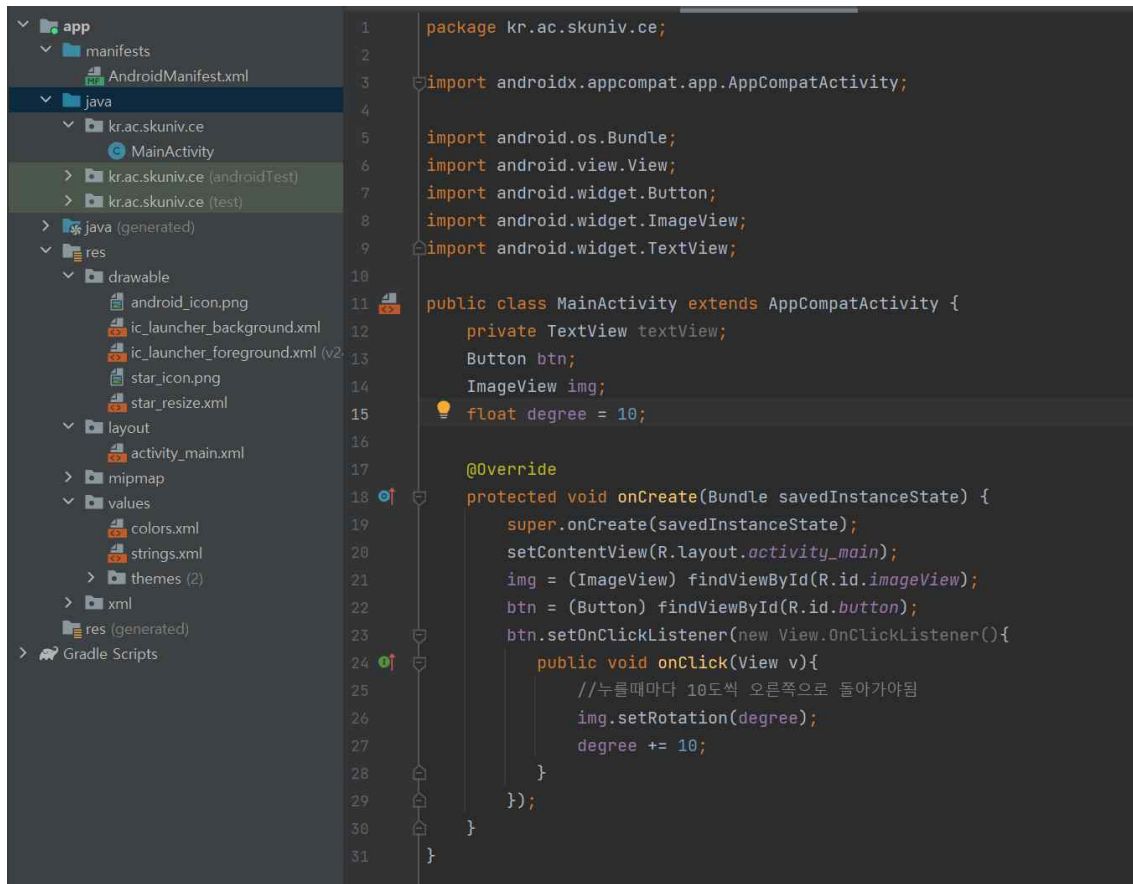 app
manifests
AndroidManifest.xml
java
kr.ac.skuniv.ce
MainActivity
kr.ac.skuniv.ce (androidTest)
kr.ac.skuniv.ce (test)
java (generated)
res
drawable
android_icon.png
ic_launcher_background.xml
ic_launcher_foreground.xml (v2
star_icon.png
star_resize.xml
layout
activity_main.xml
mipmap
values
colors.xml
strings.xml
themes (2)
xml
res (generated)
Gradle Scripts
1 package kr.ac.skuniv.ce;
2
3 import androidx.appcompat.app.AppCompatActivity;
4
5 import android.os.Bundle;
6 import android.view.View;
7 import android.widget.Button;
8 import android.widget.ImageView;
9 import android.widget.TextView;
10
11 public class MainActivity extends AppCompatActivity {
12 private TextView textView;
13 Button btn;
14 ImageView img;
15 float degree = 10;
16
17 @Override
18 protected void onCreate(Bundle savedInstanceState) {
19 super.onCreate(savedInstanceState);
20 setContentView(R.layout.activity_main);
21 img = (ImageView) findViewById(R.id.imageView);
22 btn = (Button) findViewById(R.id.button);
23 btn.setOnClickListener(new View.OnClickListener(){
24 public void onClick(View v){
25 //누를때마다 10도씩 오른쪽으로 돌아가야됨
26 img.setRotation(degree);
27 degree += 10;
28 }
29 });
30 }
31 }